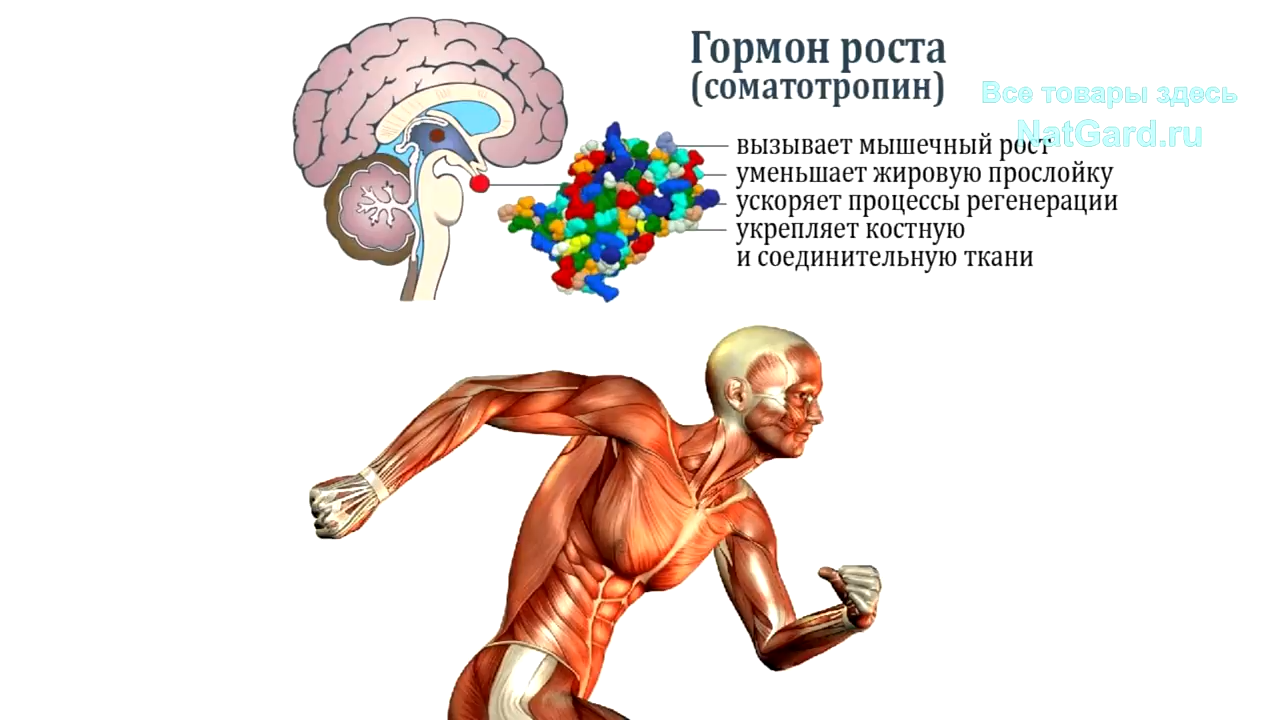 Гормон роста
(соматотропин)
Все товары здесь
NatGard.ru
вызывает мышечный рост
уменьшает жировую прослойку
ускоряет процессы регенерации
укрепляет костную
и соединительную ткани